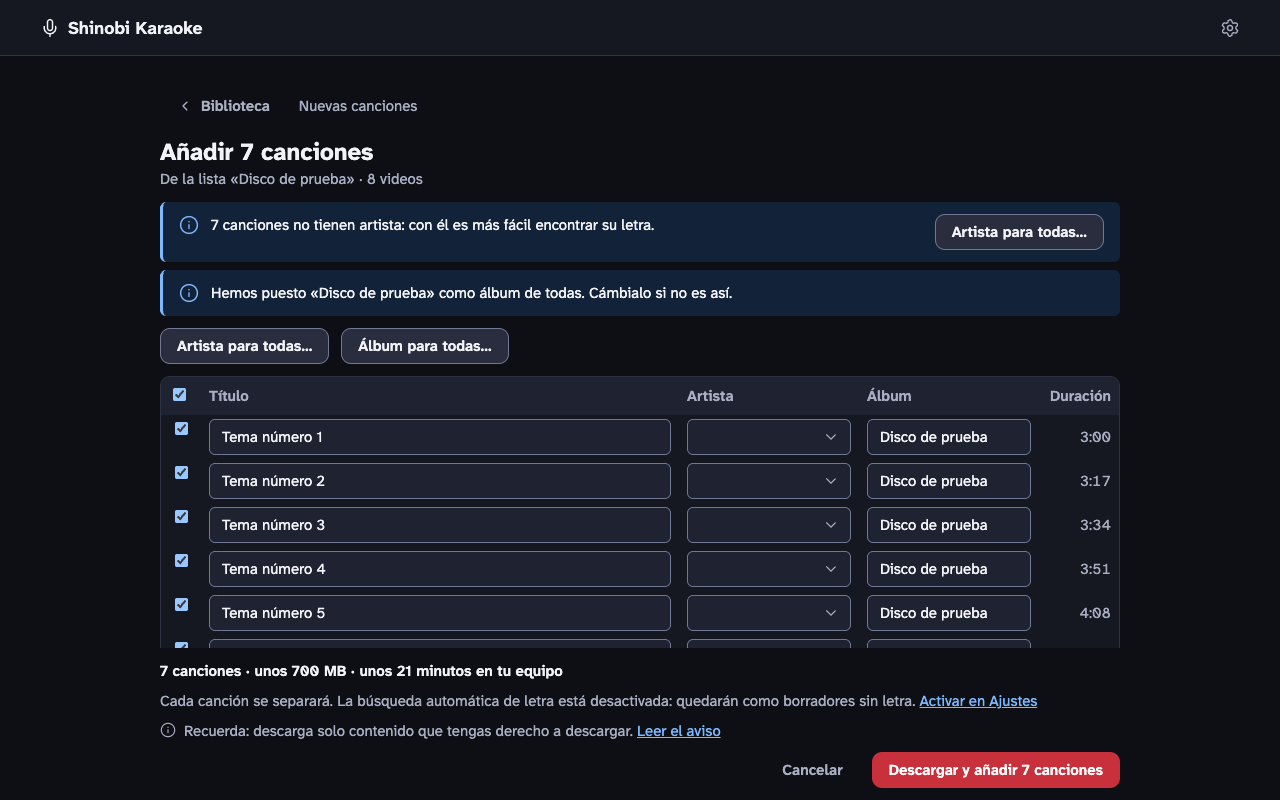 Shinobi Karaoke
Biblioteca Nuevas canciones
Añadir 7 canciones
De la lista «Disco de prueba» · 8 videos
7 canciones no tienen artista: con él es más fácil encontrar su letra. Artista para todas...
Hemos puesto «Disco de prueba» como álbum de todas. Cámbialo si no es así.
Artista para todas... Álbum para todas...
Título Artista Álbum Duración
Tema número 1 Disco de prueba 3:00
Tema número 2 Disco de prueba 3:17
Tema número 3 Disco de prueba 3:34
Tema número 4 Disco de prueba 3:51
Tema número 5 Disco de prueba 4:08
7 canciones · unos 700 MB · unos 21 minutos en tu equipo
Cada canción se separará. La búsqueda automática de letra está desactivada: quedarán como borradores sin letra. Activar en Ajustes
Recuerda: descarga solo contenido que tengas derecho a descargar. Leer el aviso
Cancelar Descargar y añadir 7 canciones